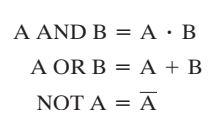 A AND B = A · B
A OR B = A + B
NOT A = A̅